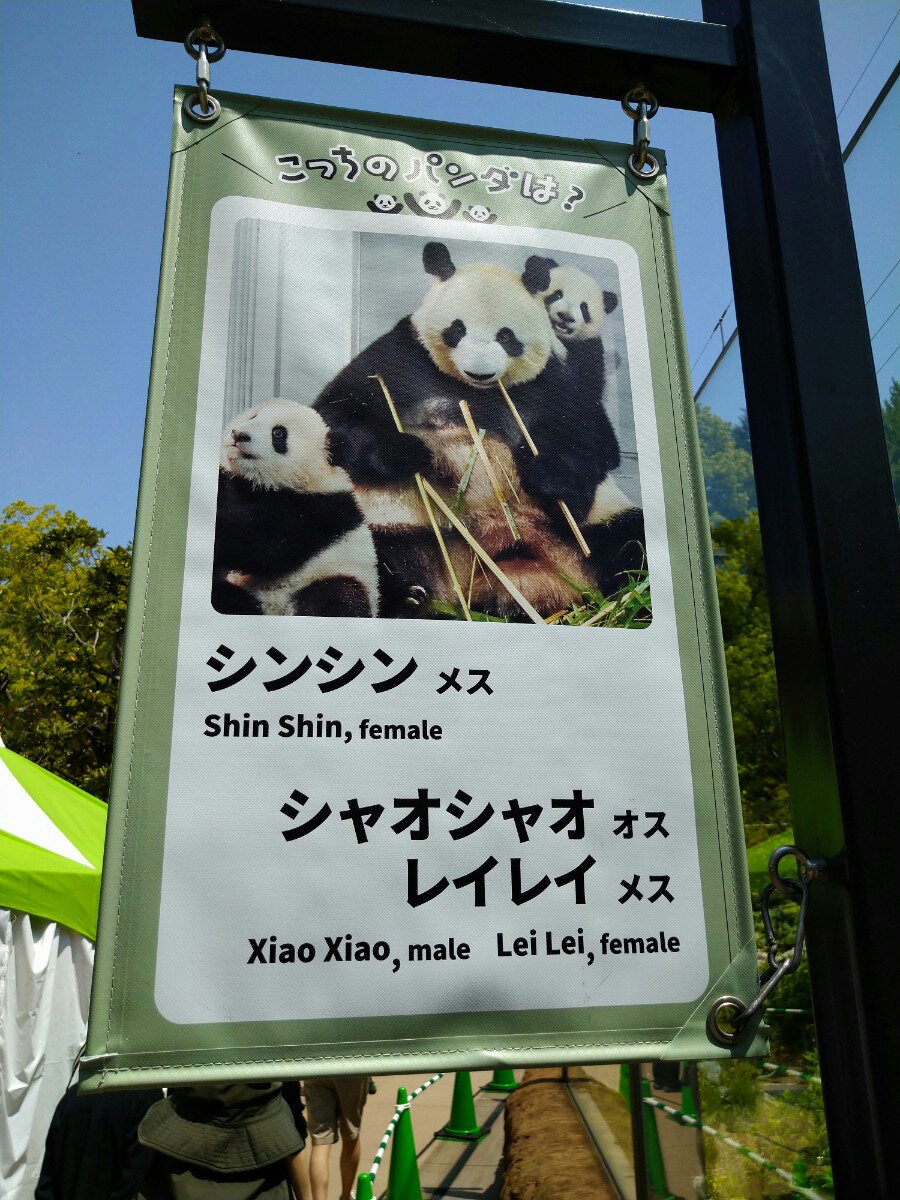 こっちのパンダは?
シンシン メス
Shin Shin, female
シャオシャオ オス
レイレイ メス
Xiao Xiao, male Lei Lei, female